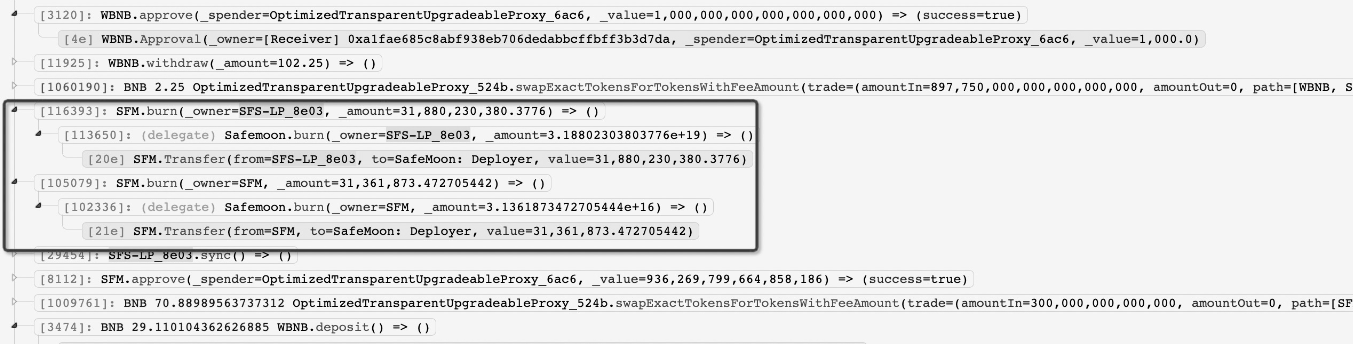 [3120]: WBNB.approve(_spender=OptimizedTransparentUpgradeableProxy_6ac6, _value=1,000,000,000,000,000,000,000) => (success=true)
[4e] WBNB.Approval(_owner=[Receiver] 0xa1fae685c8abf938eb706dedabbcffbff3b3d7da, _spender=OptimizedTransparentUpgradeableProxy_6ac6, _value=1,000.0)
[11925]: WBNB.withdraw(_amount=102.25) => ()
[1060190]: BNB 2.25 OptimizedTransparentUpgradeableProxy_524b.swapExactTokensForTokensWithFeeAmount(trade=(amountIn=897,750,000,000,000,000,000, amountOut=0, path=[WBNB, S
[116393]: SFM.burn(_owner=SFS-LP_8e03, _amount=31,880,230,380.3776) => ()
[113650]: (delegate) Safemoon.burn(_owner=SFS-LP_8e03, _amount=3.18802303803776e+19) => ()
[20e] SFM.Transfer(from=SFS-LP_8e03, to=SafeMoon: Deployer, value=31,880,230,380.3776)
[105079]: SFM.burn(_owner=SFM, _amount=31,361,873.472705442) => ()
[102336]: (delegate) Safemoon.burn(_owner=SFM, _amount=3.1361873472705444e+16) => ()
[21e] SFM.Transfer(from=SFM, to=SafeMoon: Deployer, value=31,361,873.472705442)
[29454]: SFS-LP_8e03.sync() => ()
[8112]: SFM.approve(_spender=OptimizedTransparentUpgradeableProxy_6ac6, _value=936,269,799,664,858,186) => (success=true)
[1009761]: BNB 70.88989563737312 OptimizedTransparentUpgradeableProxy_524b.swapExactTokensForTokensWithFeeAmount(trade=(amountIn=300,000,000,000,000, amountOut=0, path=[SF
[3474]: BNB 29.110104362626885 WBNB.deposit() => ()